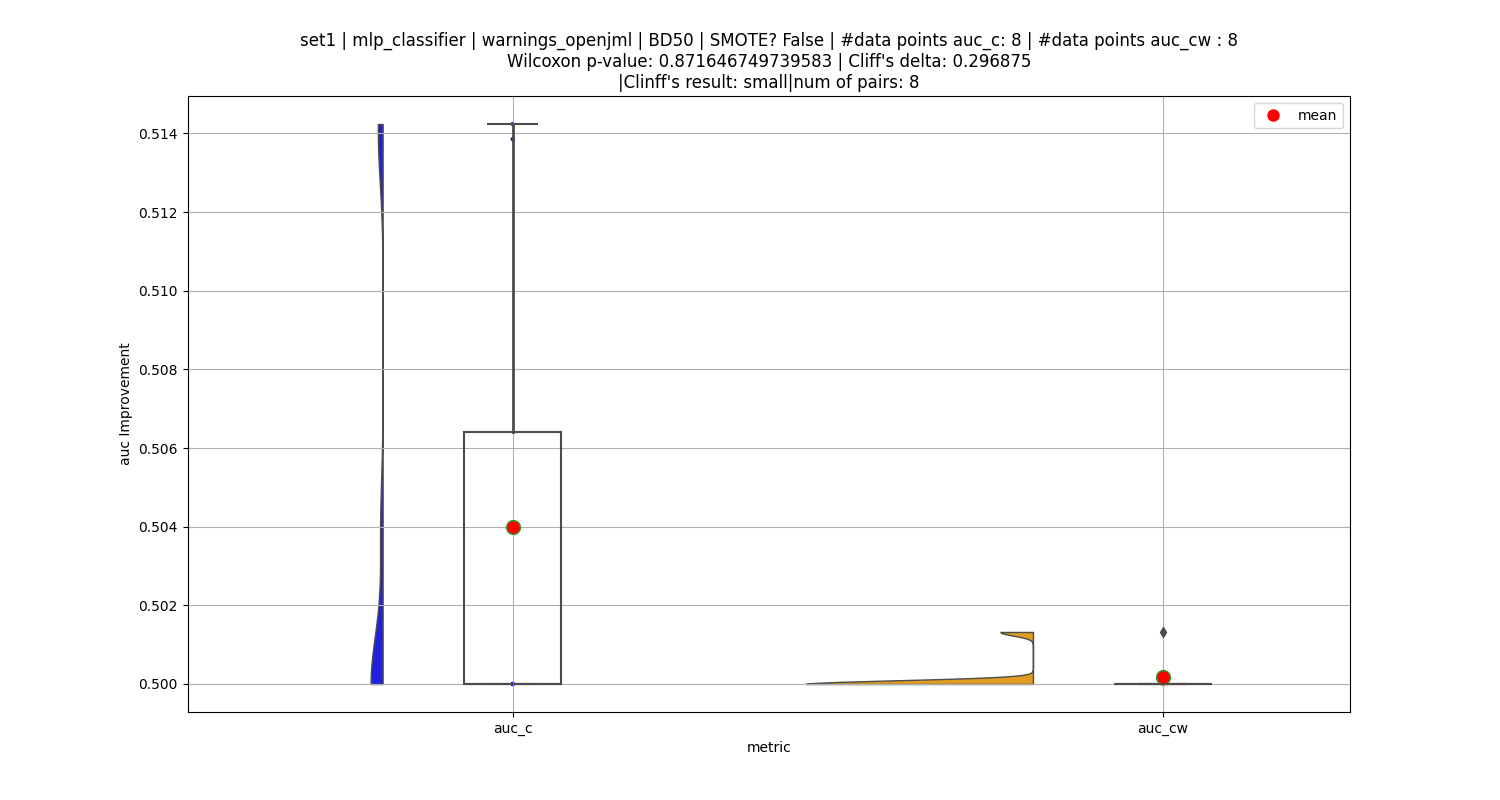 set1 | mlp_classifier | warnings_openjml | BD50 | SMOTE? False | #data points auc_c: 8 | #data points auc_cw : 8
Wilcoxon p-value: 0.871646749739583 | Cliff's delta: 0.296875
|Clinff's result: small|num of pairs: 8
mean
0.514
0.512
0.510
0.508
0.506
0.504
0.502
0.500
auc Improvement
auc_c
auc_cw
metric